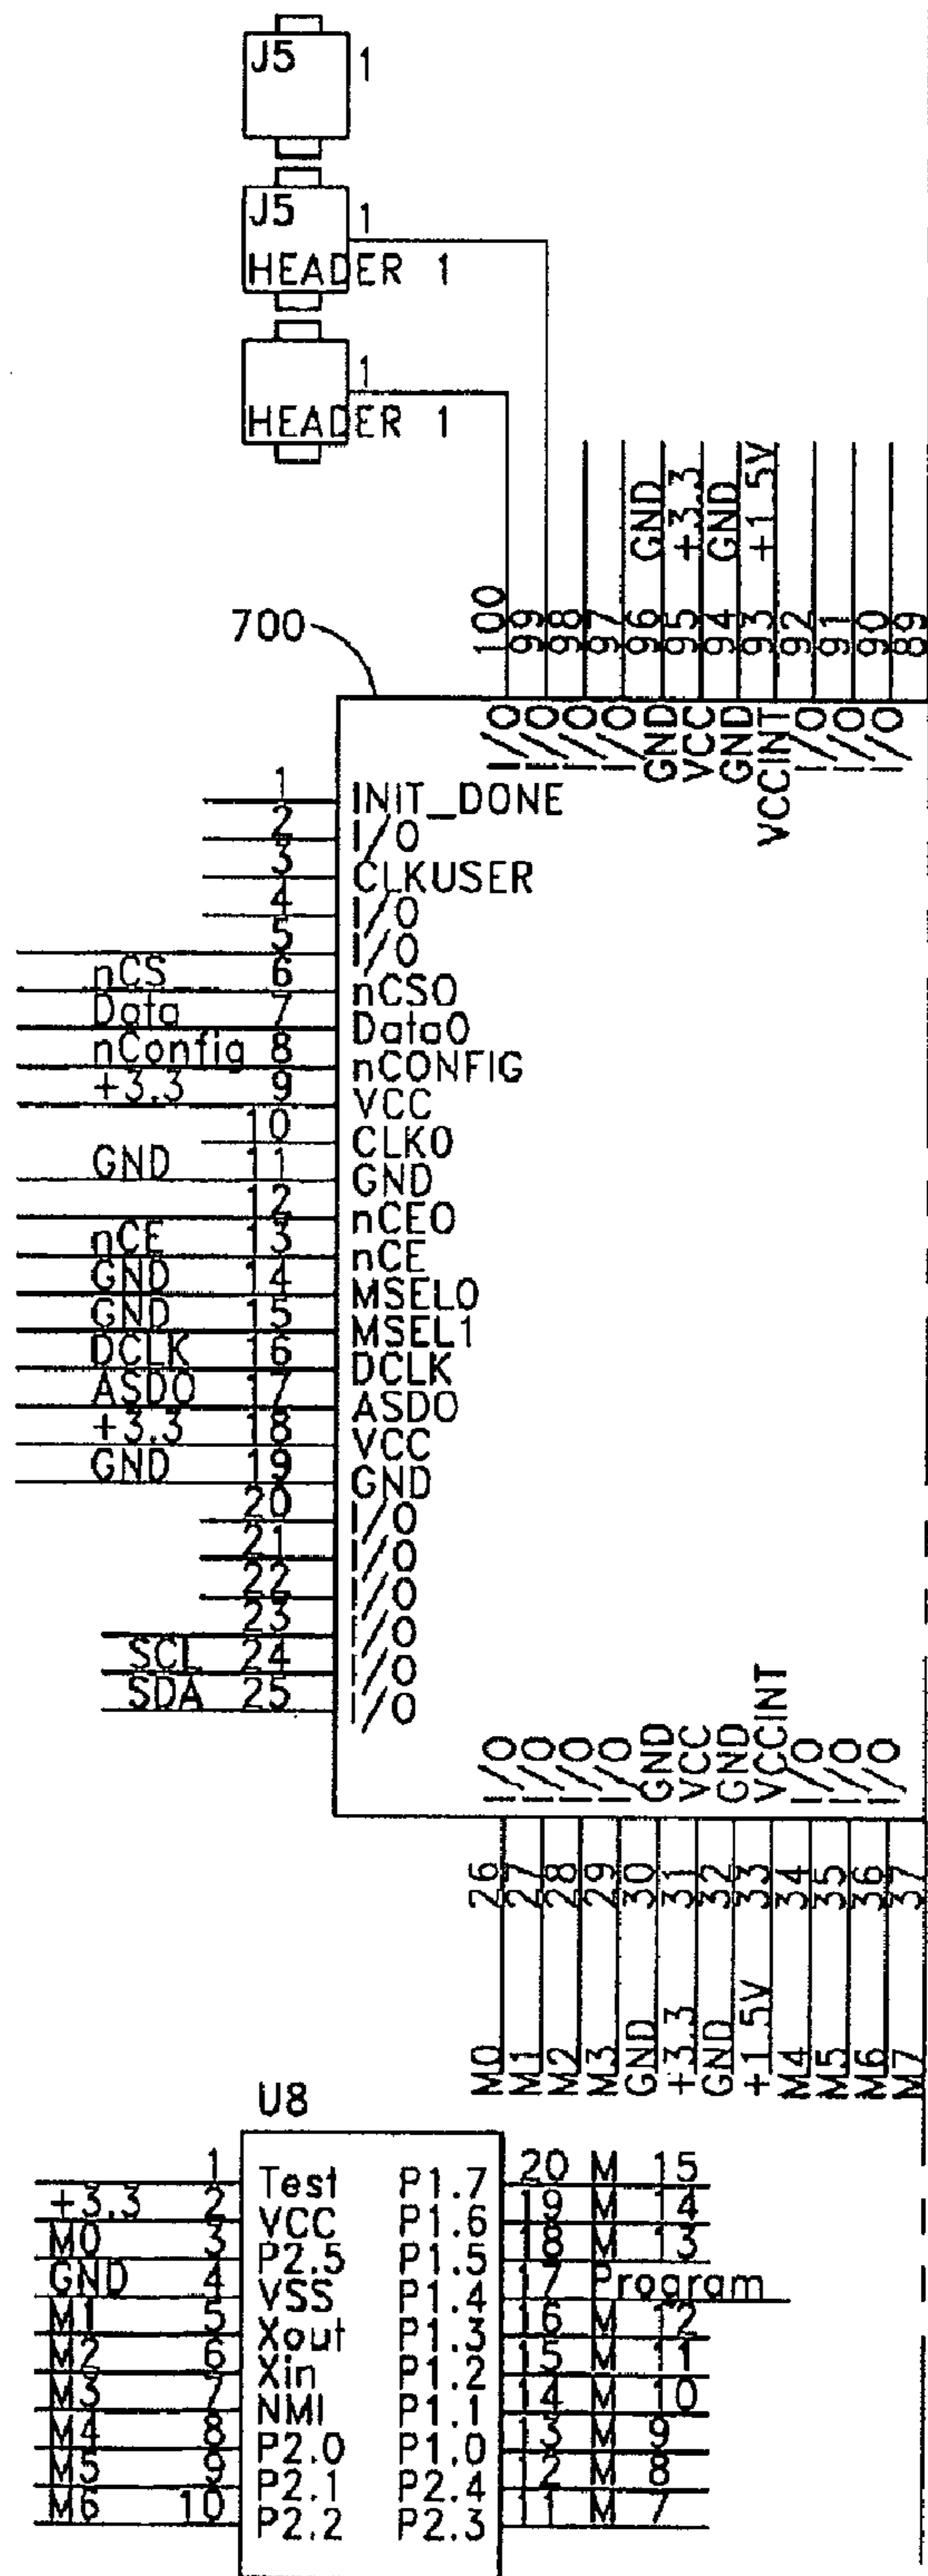 J5 1
J5 1
HEADER 1
1
HEADER 1
GND +3.3 GND +1.5V
700
100 99 98 97 96 95 94 93 92 91 90 89
I/O I/O I/O I/O GND VCC GND VCCINT I/O I/O I/O
1 INIT_DONE
2 I/O
3 CLKUSER
4 I/O
5 I/O
nCS 6 nCSO
Data 7 Data0
nConfig 8 nCONFIG
+3.3 9 VCC
10 CLK0
GND 11 GND
12 nCEO
nCE 13 nCE
GND 14 MSEL0
GND 15 MSEL1
DCLK 16 DCLK
ASDO 17 ASDO
+3.3 18 VCC
GND 19 GND
20 I/O
21 I/O
22 I/O
23 I/O
SCL 24 I/O
SDA 25 I/O
I/O I/O I/O I/O GND VCC GND VCCINT I/O I/O I/O
26 27 28 29 30 31 32 33 34 35 36 37
M0 M1 M2 M3 GND +3.3 GND +1.5V M4 M5 M6 M7
U8
1 Test P1.7 20 M 15
+3.3 2 VCC P1.6 19 M 14
M0 3 P2.5 P1.5 18 M 13
GND 4 VSS P1.4 17 Program
M1 5 Xout P1.3 16 M 12
M2 6 Xin P1.2 15 M 11
M3 7 NMI P1.1 14 M 10
M4 8 P2.0 P1.0 13 M 9
M5 9 P2.1 P2.4 12 M 8
M6 10 P2.2 P2.3 11 M 7